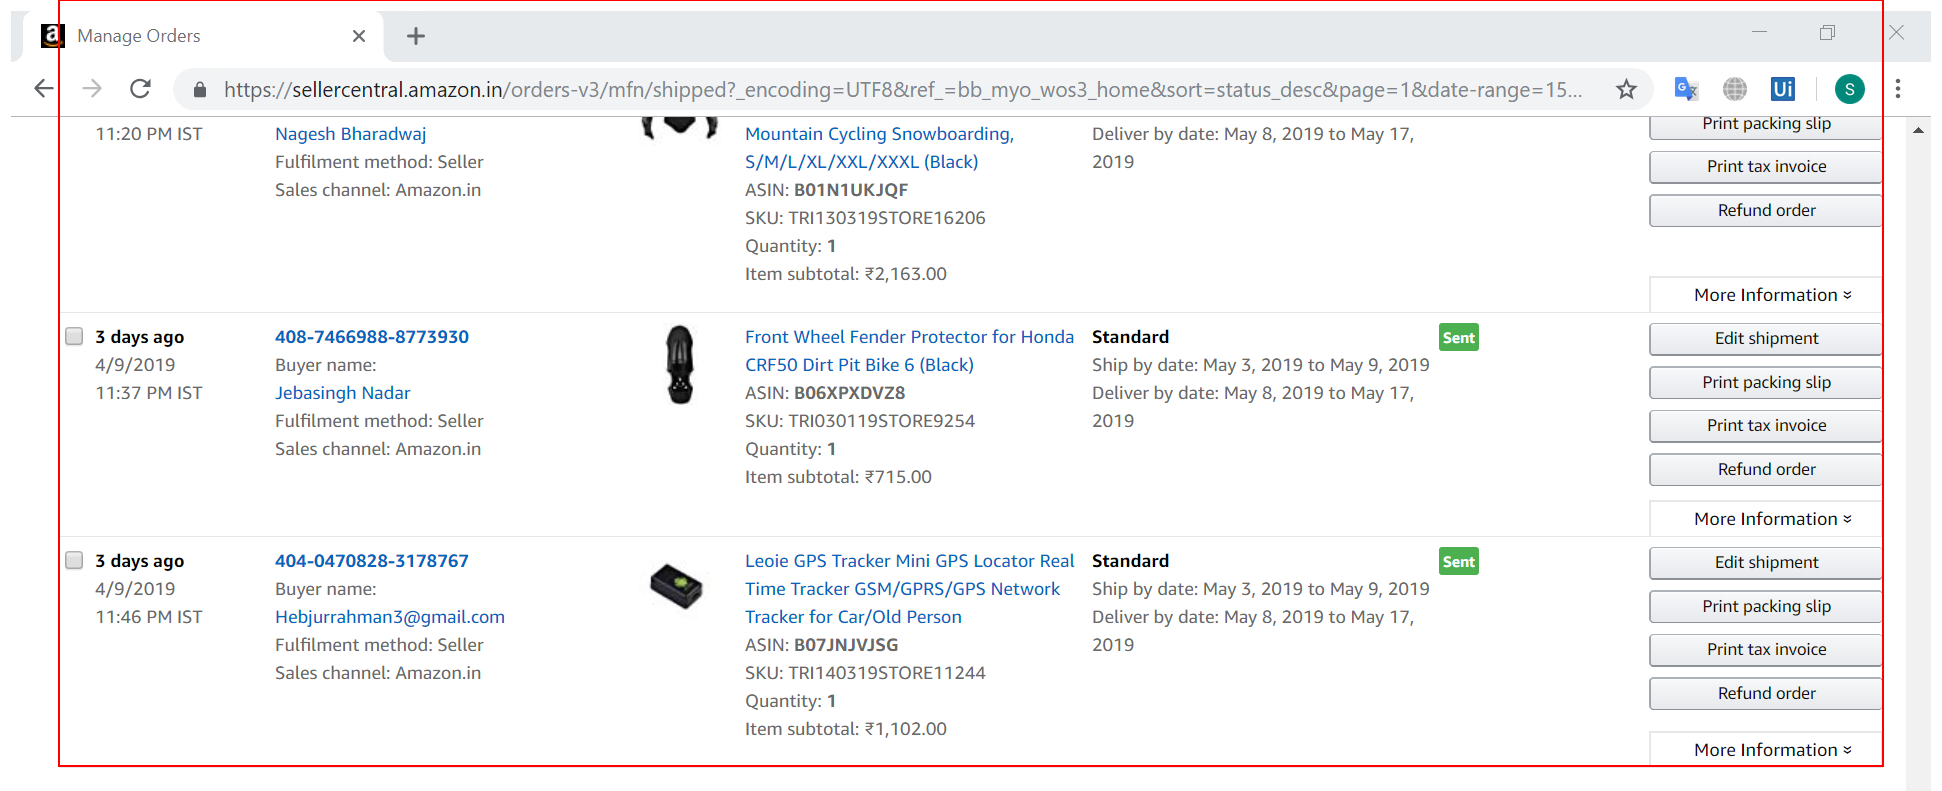 Manage Orders
https://sellercentral.amazon.in/orders-v3/mfn/shipped?_encoding=UTF8&ref_=bb_myo_wos3_home&sort=status_desc&page=1&date-range=15...
Ui
S
11:20 PM IST
Nagesh Bharadwaj
Fulfilment method: Seller
Sales channel: Amazon.in
Mountain Cycling Snowboarding,
S/M/L/XL/XXL/XXXL (Black)
ASIN: B01N1UKJQF
SKU: TRI130319STORE16206
Quantity: 1
Item subtotal: ₹2,163.00
Deliver by date: May 8, 2019 to May 17,
2019
Print packing slip
Print tax invoice
Refund order
More Information
3 days ago
4/9/2019
11:37 PM IST
408-7466988-8773930
Buyer name:
Jebasingh Nadar
Fulfilment method: Seller
Sales channel: Amazon.in
Front Wheel Fender Protector for Honda
CRF50 Dirt Pit Bike 6 (Black)
ASIN: B06XPXDVZ8
SKU: TRI030119STORE9254
Quantity: 1
Item subtotal: ₹715.00
Standard
Ship by date: May 3, 2019 to May 9, 2019
Deliver by date: May 8, 2019 to May 17,
2019
Sent
Edit shipment
Print packing slip
Print tax invoice
Refund order
More Information
3 days ago
4/9/2019
11:46 PM IST
404-0470828-3178767
Buyer name:
Hebjurrahman3@gmail.com
Fulfilment method: Seller
Sales channel: Amazon.in
Leoie GPS Tracker Mini GPS Locator Real
Time Tracker GSM/GPRS/GPS Network
Tracker for Car/Old Person
ASIN: B07JNJVJSG
SKU: TRI140319STORE11244
Quantity: 1
Item subtotal: ₹1,102.00
Standard
Ship by date: May 3, 2019 to May 9, 2019
Deliver by date: May 8, 2019 to May 17,
2019
Sent
Edit shipment
Print packing slip
Print tax invoice
Refund order
More Information